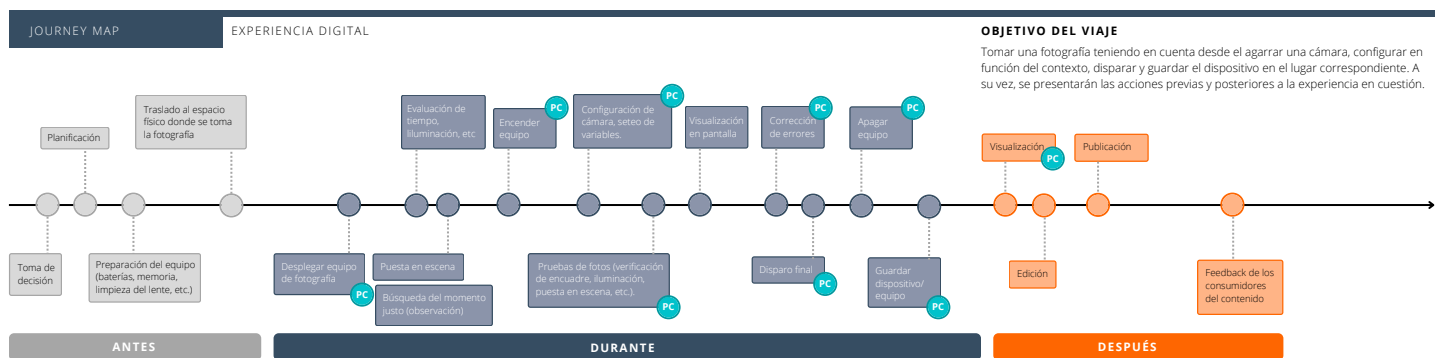 JOURNEY MAP
EXPERIENCIA DIGITAL
OBJETIVO DEL VIAJE
Tomar una fotografía teniendo en cuenta desde el agarrar una cámara, configurar en
función del contexto, disparar y guardar el dispositivo en el lugar correspondiente. A
su vez, se presentarán las acciones previas y posteriores a la experiencia en cuestión.
Planificación
Traslado al espacio
físico donde se toma
la fotografía
Evaluación de
tiempo,
liluminación, etc
Encender
equipo
PC
Configuración de
cámara, seteo de
variables.
PC
Visualización
en pantalla
Corrección
de errores
PC
Apagar
equipo
PC
Visualización
PC
Publicación
Toma de
decisión
Preparación del equipo
(baterías, memoria,
limpieza del lente, etc.)
Desplegar equipo
de fotografía
PC
Puesta en escena
Búsqueda del momento
justo (observación)
Pruebas de fotos (verificación
de encuadre, iluminación,
puesta en escena, etc.).
PC
Disparo final
PC
Guardar
dispositivo/
equipo
PC
Edición
Feedback de los
consumidores
del contenido
ANTES
DURANTE
DESPUÉS